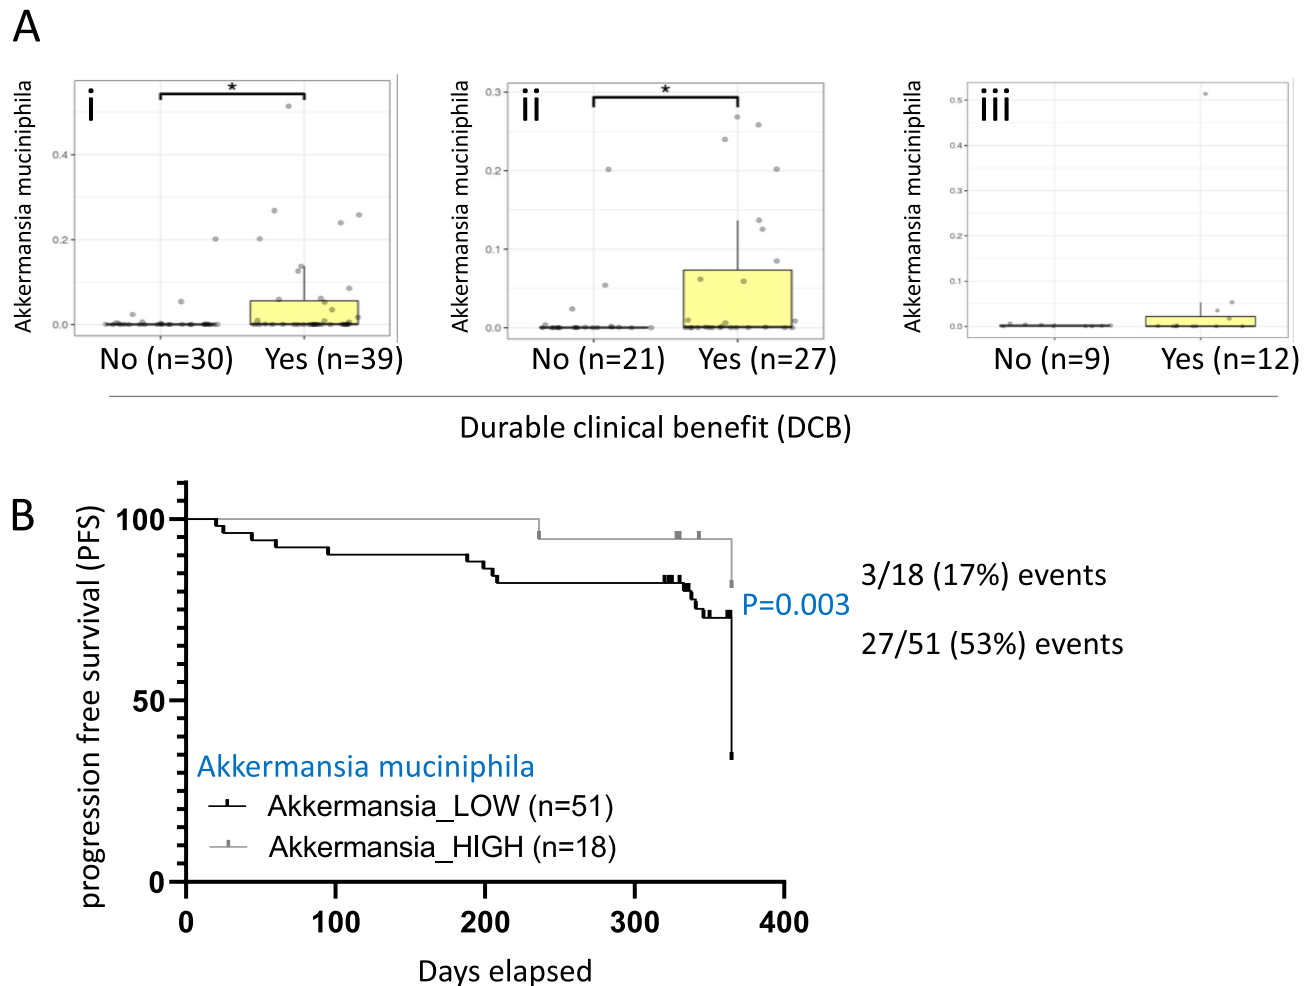 A
i
*
Akkermansia muciniphila
0.4
0.2
0.0
No (n=30)
Yes (n=39)
ii
*
Akkermansia muciniphila
0.3
0.2
0.1
0.0
No (n=21)
Yes (n=27)
iii
Akkermansia muciniphila
0.5
0.4
0.3
0.2
0.1
0.0
No (n=9)
Yes (n=12)
Durable clinical benefit (DCB)
B
progression free survival (PFS)
100
50
0
3/18 (17%) events
P=0.003
27/51 (53%) events
Akkermansia muciniphila
Akkermansia_LOW (n=51)
Akkermansia_HIGH (n=18)
0
100
200
300
400
Days elapsed